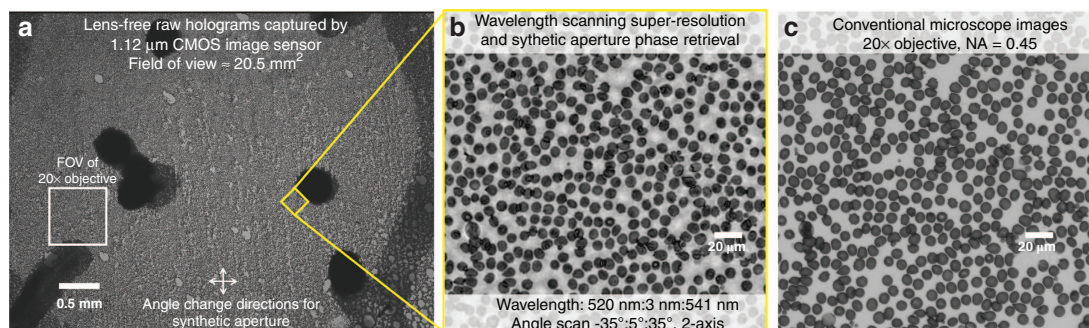 a
Lens-free raw holograms captured by
1.12 μm CMOS image sensor
Field of view ≈ 20.5 mm2
FOV of
20× objective
0.5 mm
Angle change directions for
synthetic aperture
b
Wavelength scanning super-resolution
and sythetic aperture phase retrieval
20 μm
Wavelength: 520 nm:3 nm:541 nm
Angle scan -35°:5°:35°, 2-axis
c
Conventional microscope images
20× objective, NA = 0.45
20 μm